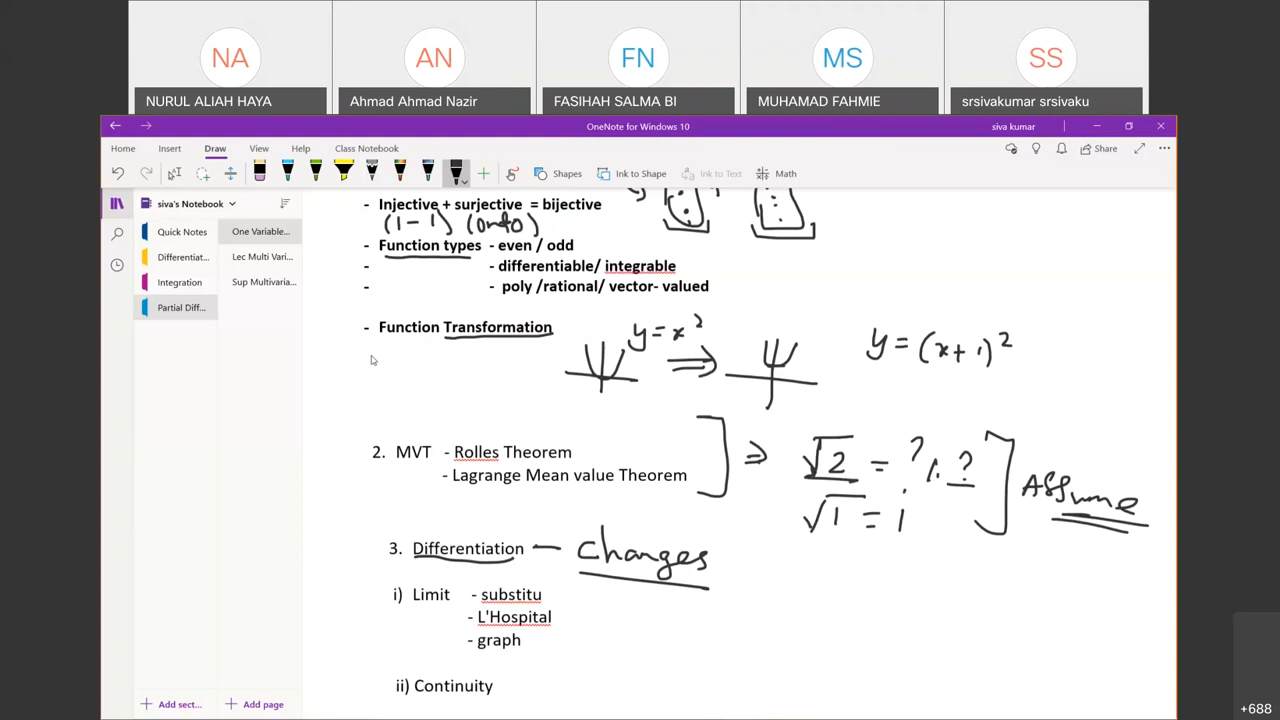 NA AN FN MS SS
NURUL ALIAH HAYA Ahmad Ahmad Nazir FASIHAH SALMA BI MUHAMAD FAHMIE srsivakumar srsivaku
OneNote for Windows 10 siva kumar
Home Insert Draw View Help Class Notebook Share
Shapes Ink to Shape Ink to Text Math
siva's Notebook
Quick Notes
Differentiat...
Integration
Partial Diff...
One Variable...
Lec Multi Vari...
Sup Multivaria...
- Injective + surjective = bijective
(1-1) (onto)
- Function types - even / odd
- - differentiable/ integrable
- - poly /rational/ vector- valued
- Function Transformation
y = x²
⇒
y = (x+1)²
2. MVT - Rolles Theorem
- Lagrange Mean value Theorem
⇒ √2 = ?.?
√1 = 1
Assume
3. Differentiation — Changes
i) Limit - substitu
- L'Hospital
- graph
ii) Continuity
+ Add sect... + Add page
+688